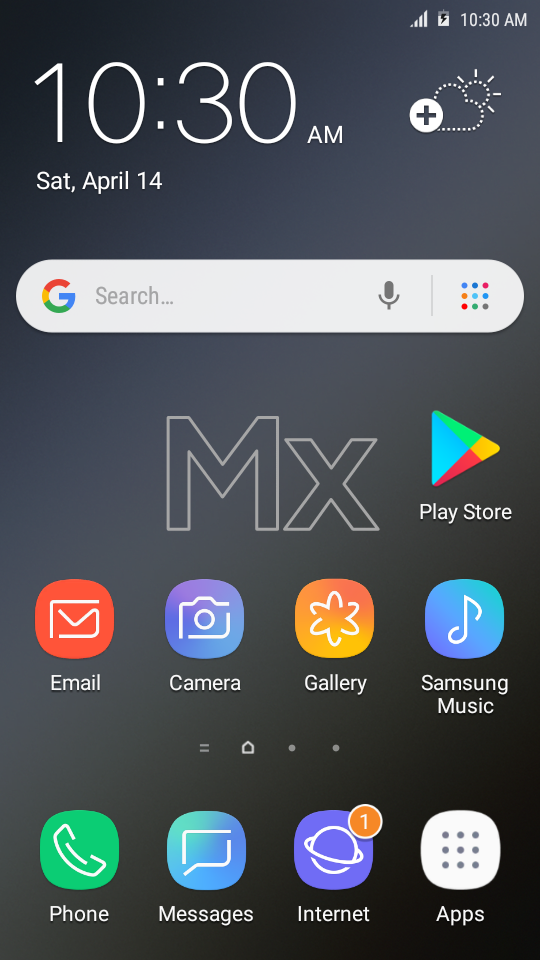 10:30 AM
10:30 AM
Sat, April 14
Search...
Mx
Play Store
Email
Camera
Gallery
Samsung
Music
1
Phone
Messages
Internet
Apps